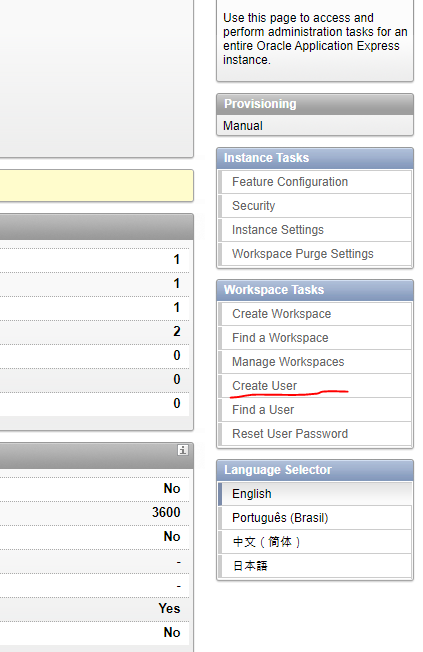 Use this page to access and
perform administration tasks for an
entire Oracle Application Express
instance.
Provisioning
Manual
Instance Tasks
Feature Configuration
Security
Instance Settings
Workspace Purge Settings
Workspace Tasks
Create Workspace
Find a Workspace
Manage Workspaces
Create User
Find a User
Reset User Password
Language Selector
English
Português (Brasil)
中文（简体）
日本語
1
1
1
2
0
0
0
i
No
3600
No
-
-
Yes
No